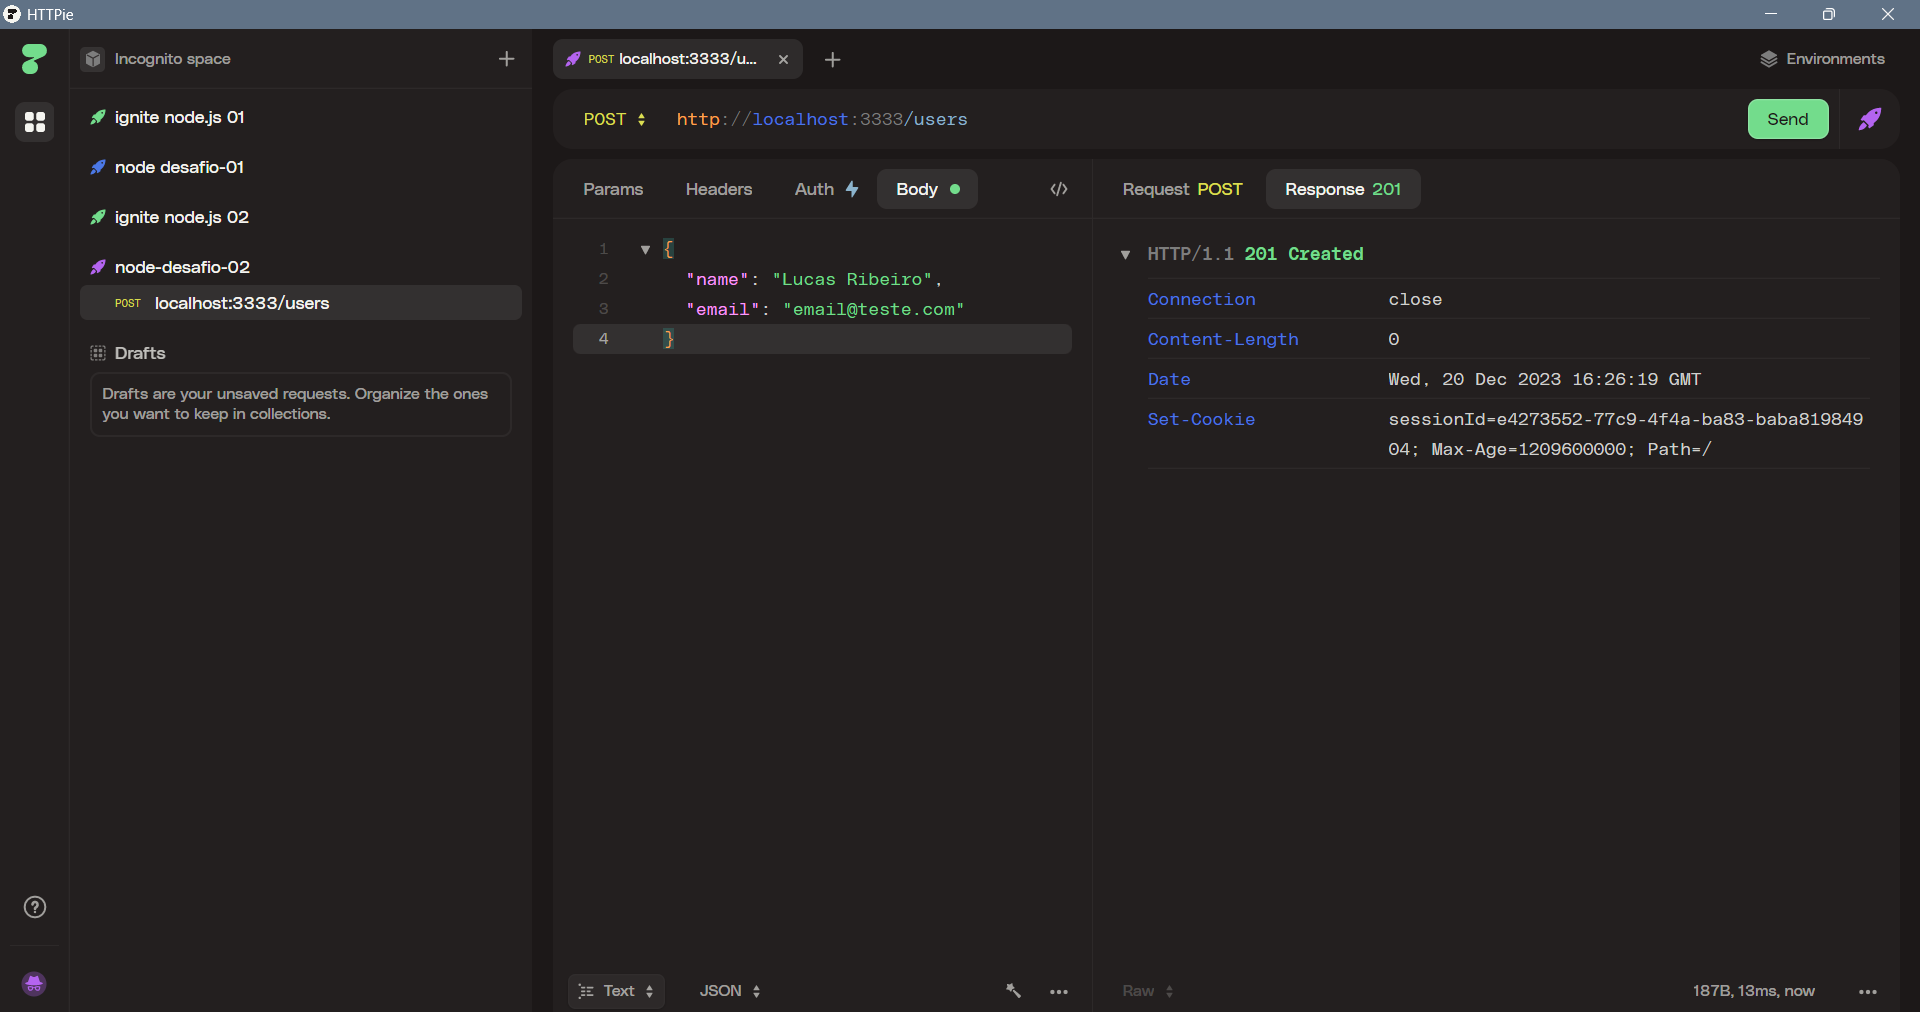 HTTPie
Incognito space
ignite node.js 01
node desafio-01
ignite node.js 02
node-desafio-02
POST localhost:3333/users
Drafts
Drafts are your unsaved requests. Organize the ones
you want to keep in collections.
POST localhost:3333/u...
Environments
POST http://localhost:3333/users
Send
Params Headers Auth Body
1 {
2 "name": "Lucas Ribeiro",
3 "email": "email@teste.com"
4 }
Text JSON
Request POST Response 201
HTTP/1.1 201 Created
Connection close
Content-Length 0
Date Wed, 20 Dec 2023 16:26:19 GMT
Set-Cookie sessionId=e4273552-77c9-4f4a-ba83-baba819849
04; Max-Age=1209600000; Path=/
Raw 187B, 13ms, now